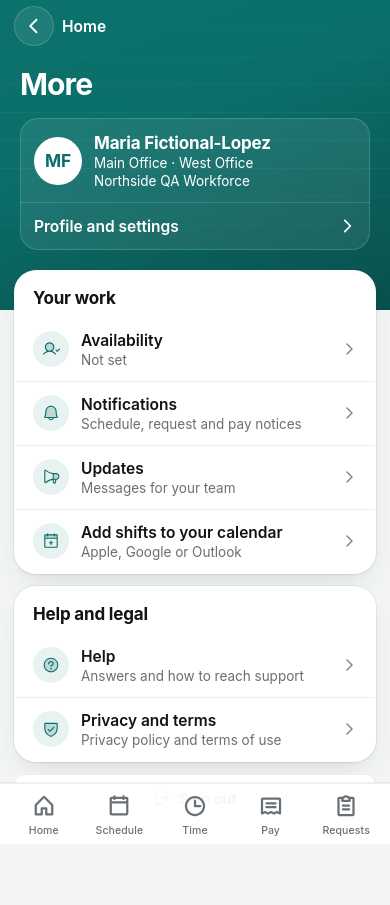 Home
More
MF
Maria Fictional-Lopez
Main Office · West Office
Northside QA Workforce
Profile and settings
Your work
Availability
Not set
Notifications
Schedule, request and pay notices
Updates
Messages for your team
Add shifts to your calendar
Apple, Google or Outlook
Help and legal
Help
Answers and how to reach support
Privacy and terms
Privacy policy and terms of use
Home
Schedule
Time
Pay
Requests